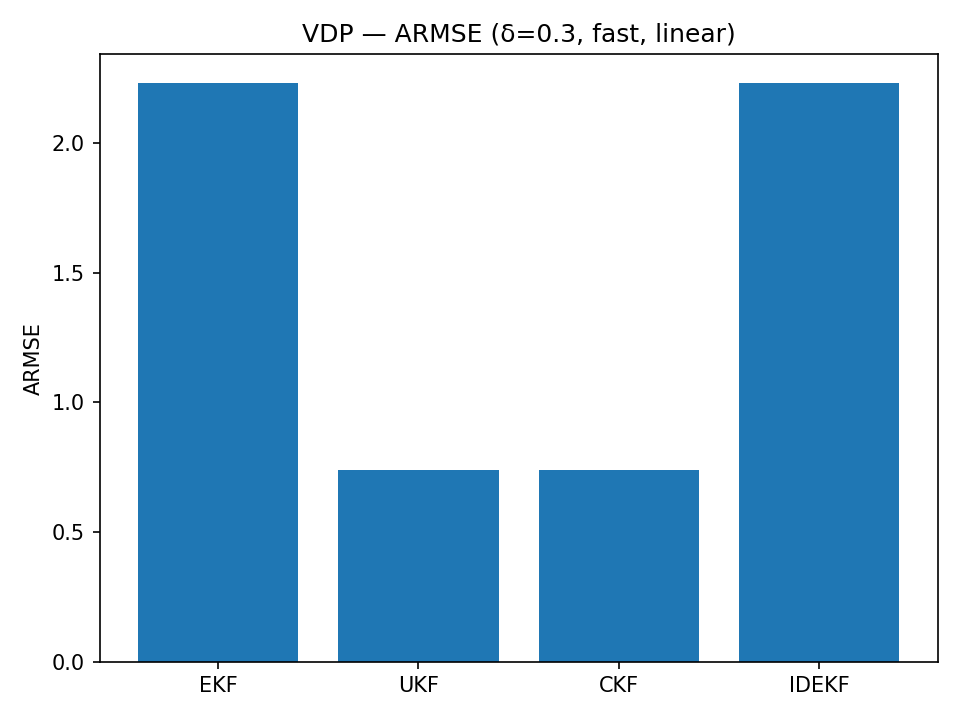 VDP — ARMSE (δ=0.3, fast, linear)
ARMSE
2.0
1.5
1.0
0.5
0.0
EKF UKF CKF IDEKF